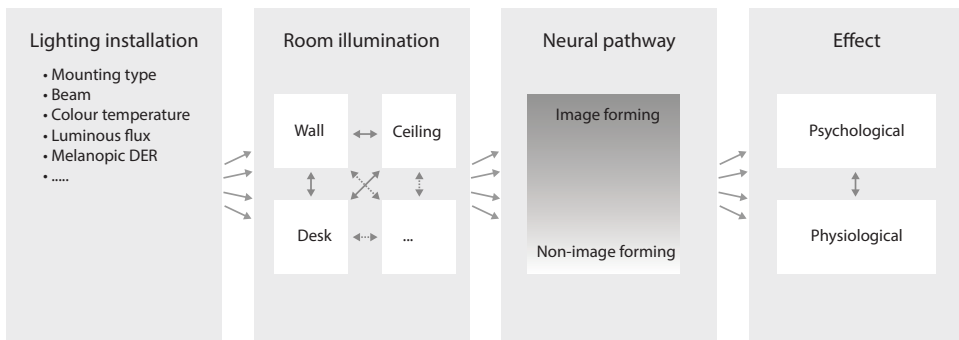 Lighting installation
• Mounting type
• Beam
• Colour temperature
• Luminous flux
• Melanopic DER
• .....
Room illumination
Wall
Ceiling
Desk
...
Neural pathway
Image forming
Non-image forming
Effect
Psychological
Physiological